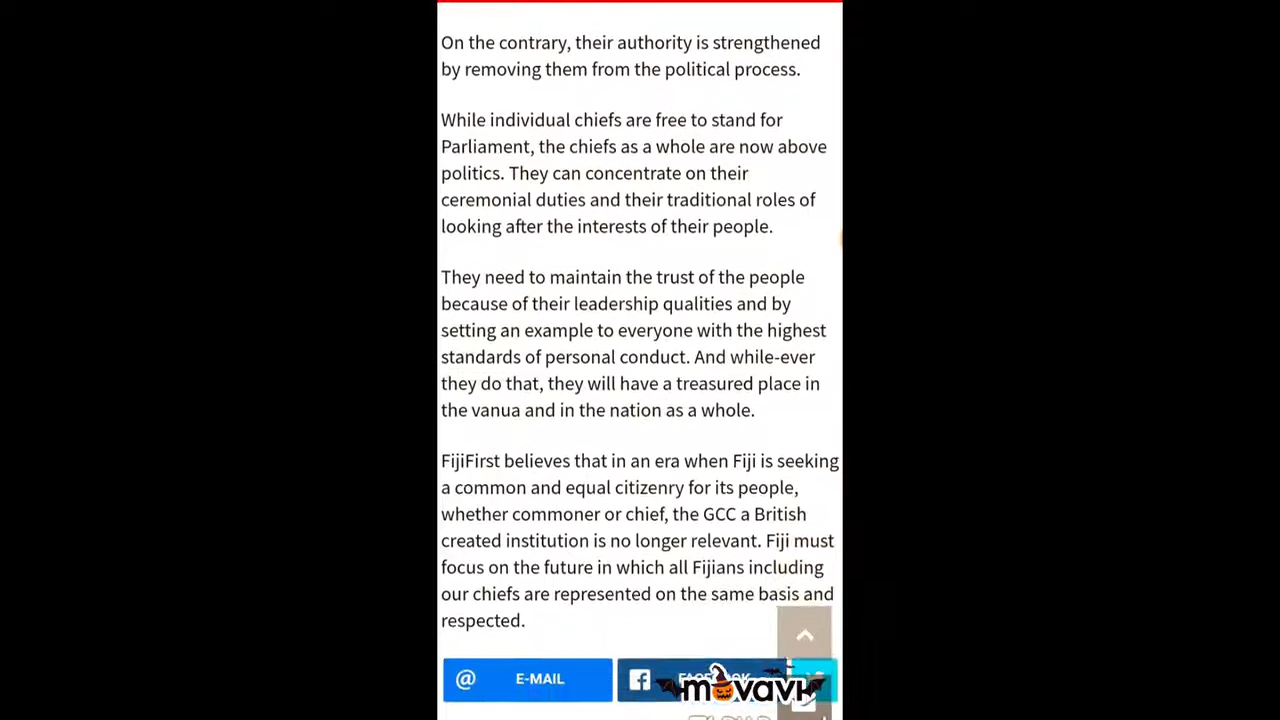 On the contrary, their authority is strengthened
by removing them from the political process.
While individual chiefs are free to stand for
Parliament, the chiefs as a whole are now above
politics. They can concentrate on their
ceremonial duties and their traditional roles of
looking after the interests of their people.
They need to maintain the trust of the people
because of their leadership qualities and by
setting an example to everyone with the highest
standards of personal conduct. And while-ever
they do that, they will have a treasured place in
the vanua and in the nation as a whole.
FijiFirst believes that in an era when Fiji is seeking
a common and equal citizenry for its people,
whether commoner or chief, the GCC a British
created institution is no longer relevant. Fiji must
focus on the future in which all Fijians including
our chiefs are represented on the same basis and
respected.
@ E-MAIL
FACEBOOK
movavi